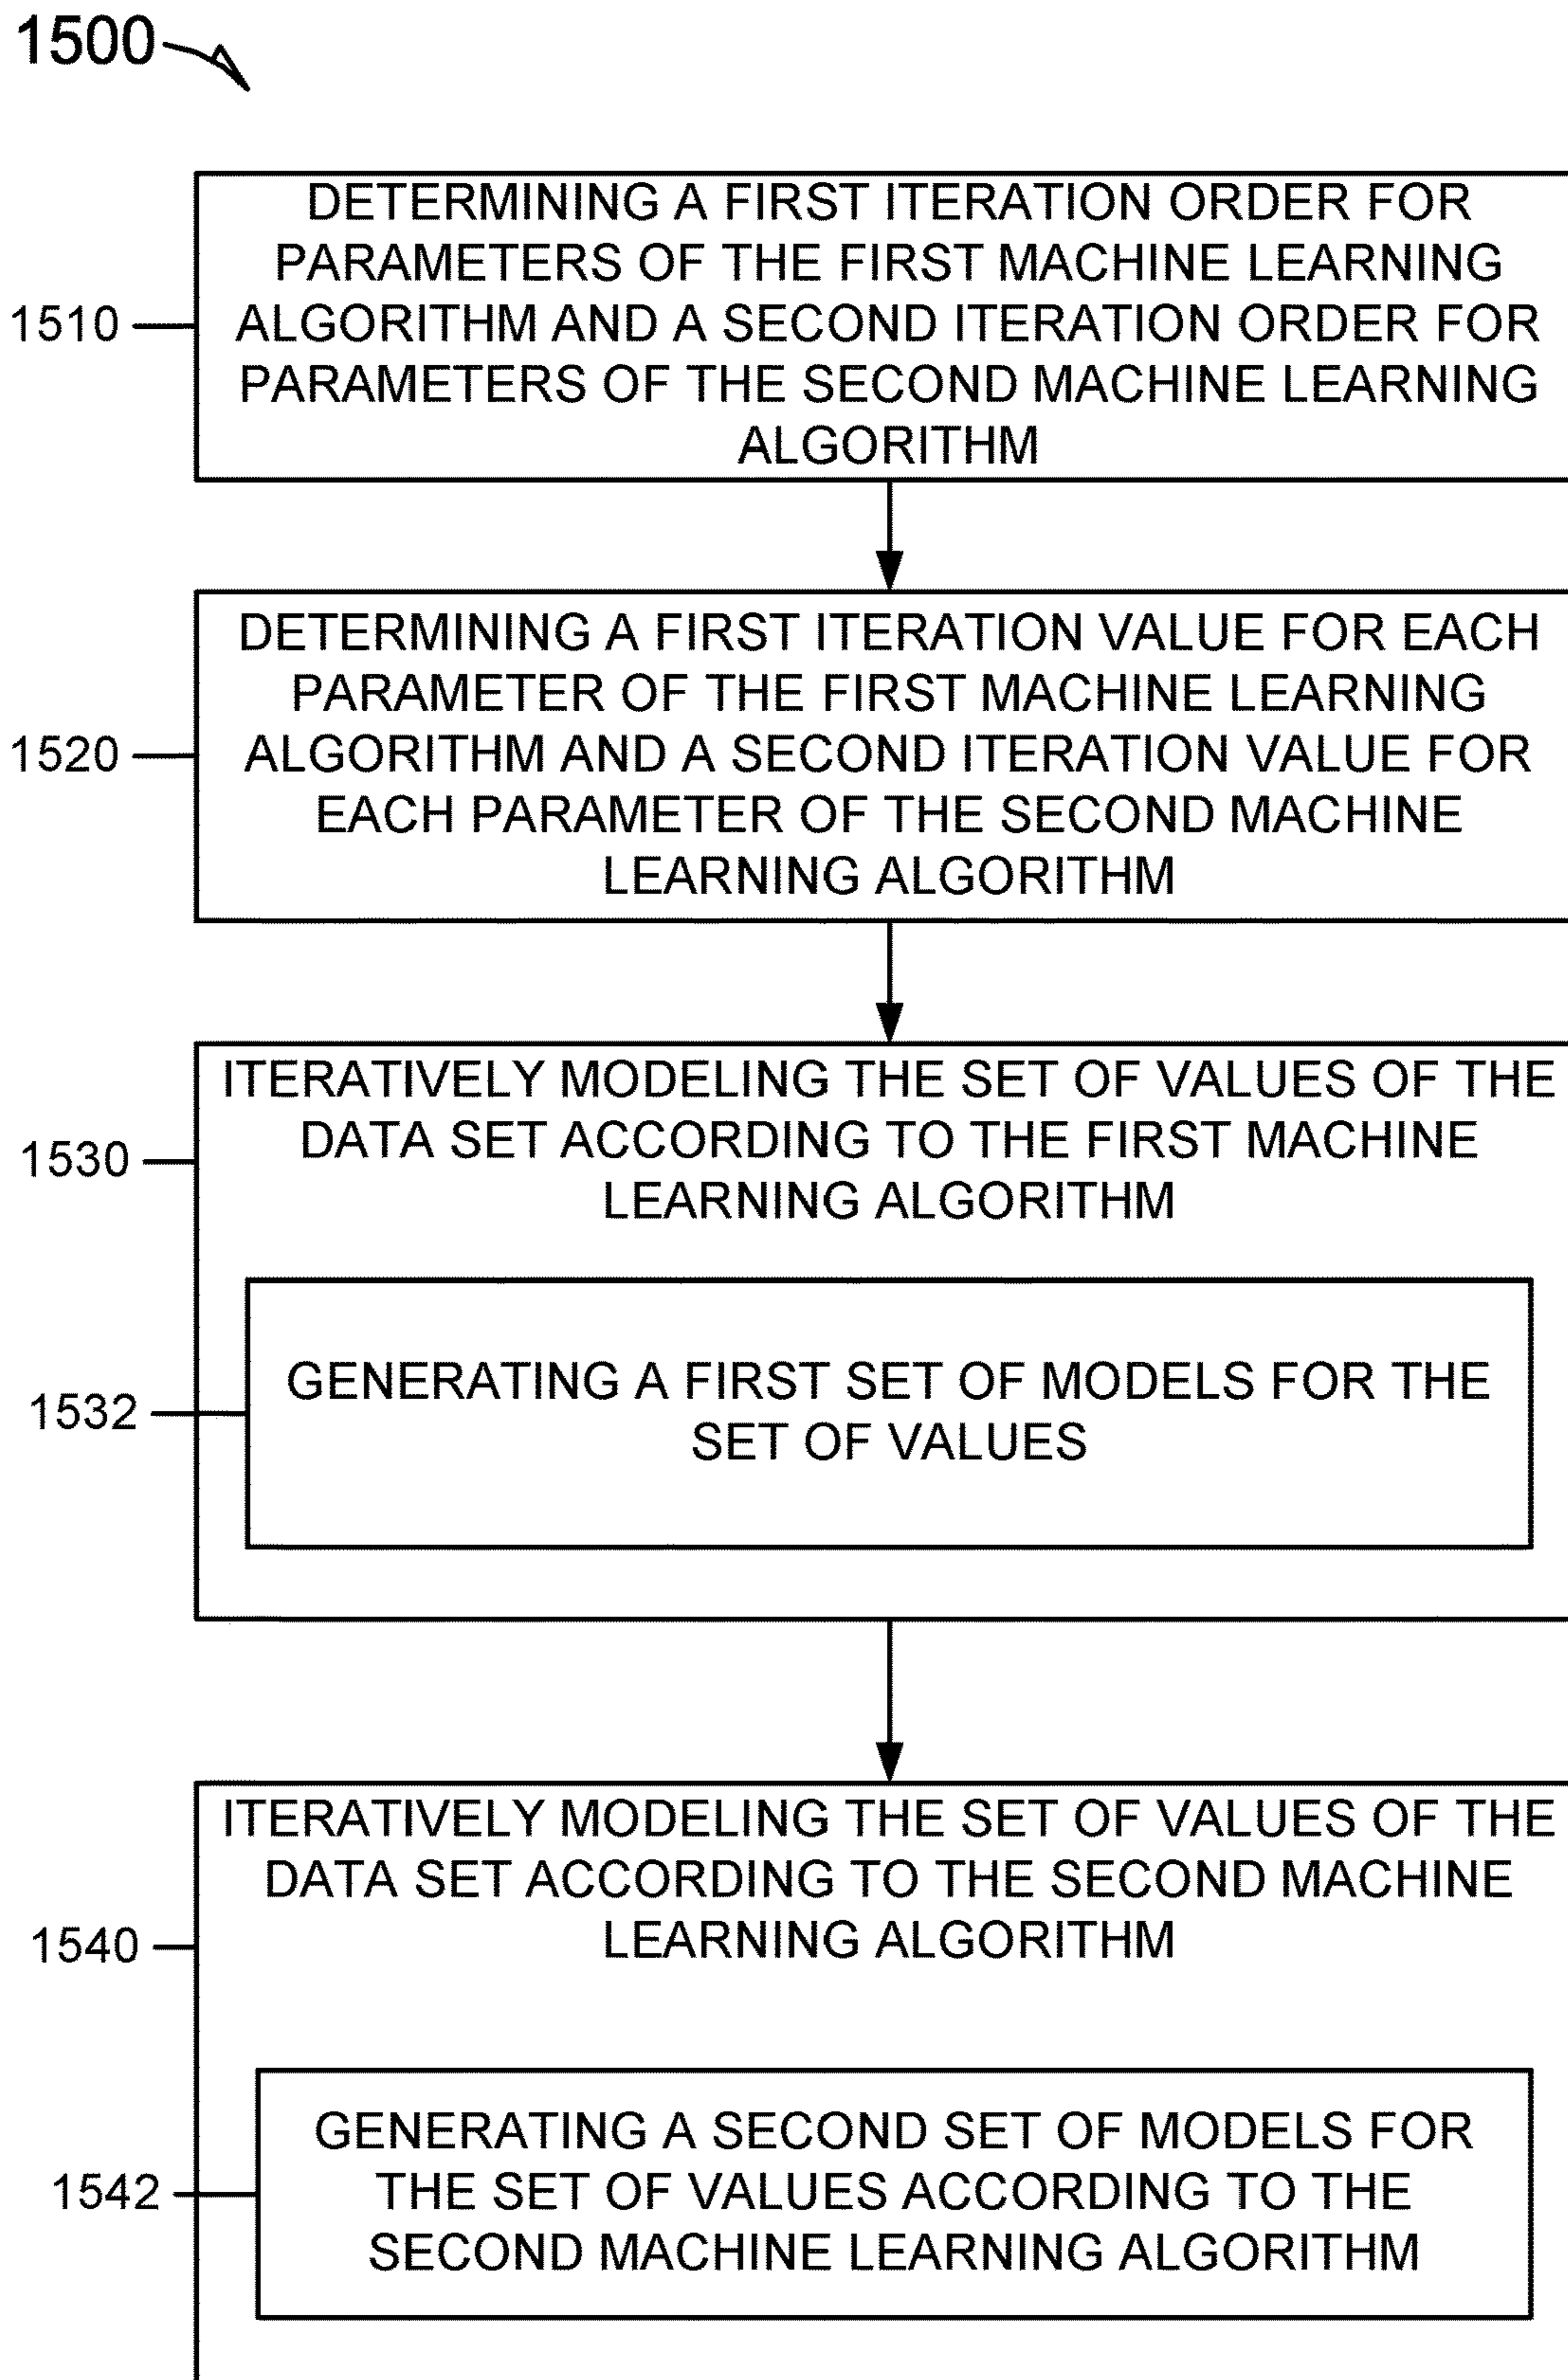 1500
DETERMINING A FIRST ITERATION ORDER FOR
PARAMETERS OF THE FIRST MACHINE LEARNING
1510
ALGORITHM AND A SECOND ITERATION ORDER FOR
PARAMETERS OF THE SECOND MACHINE LEARNING
ALGORITHM
DETERMINING A FIRST ITERATION VALUE FOR EACH
PARAMETER OF THE FIRST MACHINE LEARNING
1520
ALGORITHM AND A SECOND ITERATION VALUE FOR
EACH PARAMETER OF THE SECOND MACHINE
LEARNING ALGORITHM
ITERATIVELY MODELING THE SET OF VALUES OF THE
1530
DATA SET ACCORDING TO THE FIRST MACHINE
LEARNING ALGORITHM
1532
GENERATING A FIRST SET OF MODELS FOR THE
SET OF VALUES
ITERATIVELY MODELING THE SET OF VALUES OF THE
DATA SET ACCORDING TO THE SECOND MACHINE
1540
LEARNING ALGORITHM
GENERATING A SECOND SET OF MODELS FOR
1542
THE SET OF VALUES ACCORDING TO THE
SECOND MACHINE LEARNING ALGORITHM